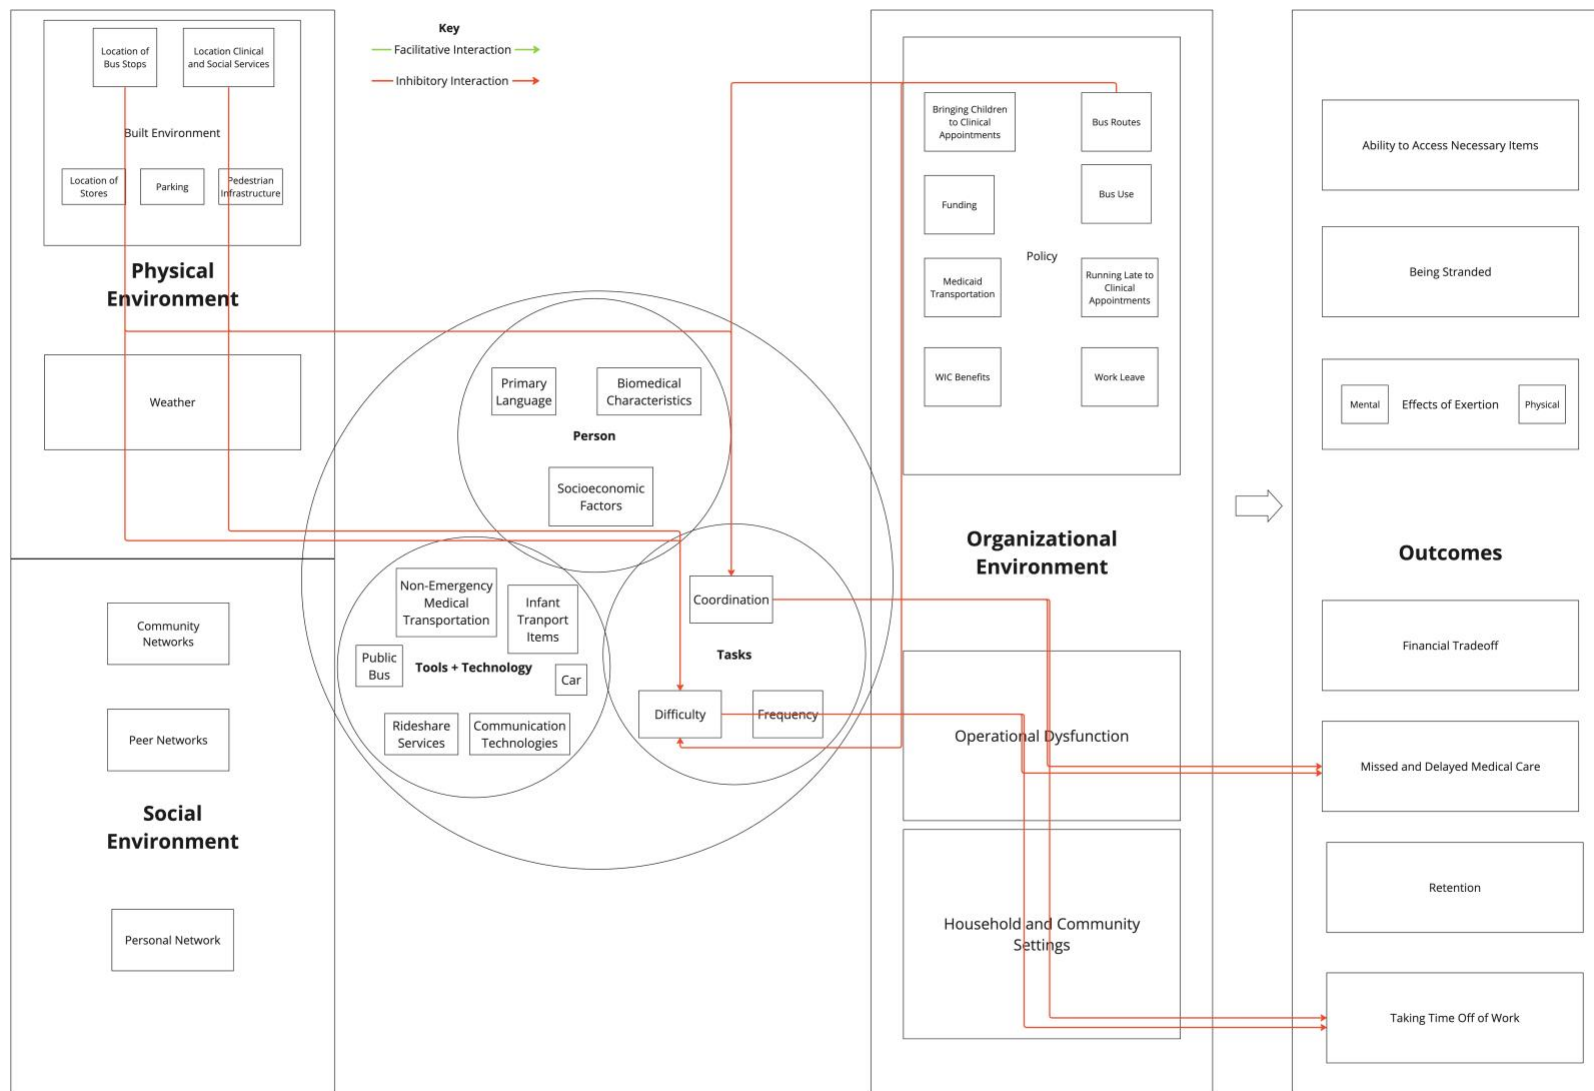 Key
Facilitative Interaction
Inhibitory Interaction
Location of
Bus Stops
Location Clinical
and Social Services
Built Environment
Location of
Stores
Parking
Pedestrian
Infrastructure
Physical
Environment
Weather
Community
Networks
Peer Networks
Social
Environment
Personal Network
Primary
Language
Biomedical
Characteristics
Person
Socioeconomic
Factors
Non-Emergency
Medical
Transportation
Infant
Tranport
Items
Public
Bus
Tools + Technology
Car
Rideshare
Services
Communication
Technologies
Coordination
Tasks
Difficulty
Frequency
Bringing Children
to Clinical
Appointments
Bus Routes
Funding
Bus Use
Policy
Medicaid
Transportation
Running Late to
Clinical
Appointments
WIC Benefits
Work Leave
Organizational
Environment
Operational Dysfunction
Household and Community
Settings
Ability to Access Necessary Items
Being Stranded
Mental
Effects of Exertion
Physical
Outcomes
Financial Tradeoff
Missed and Delayed Medical Care
Retention
Taking Time Off of Work